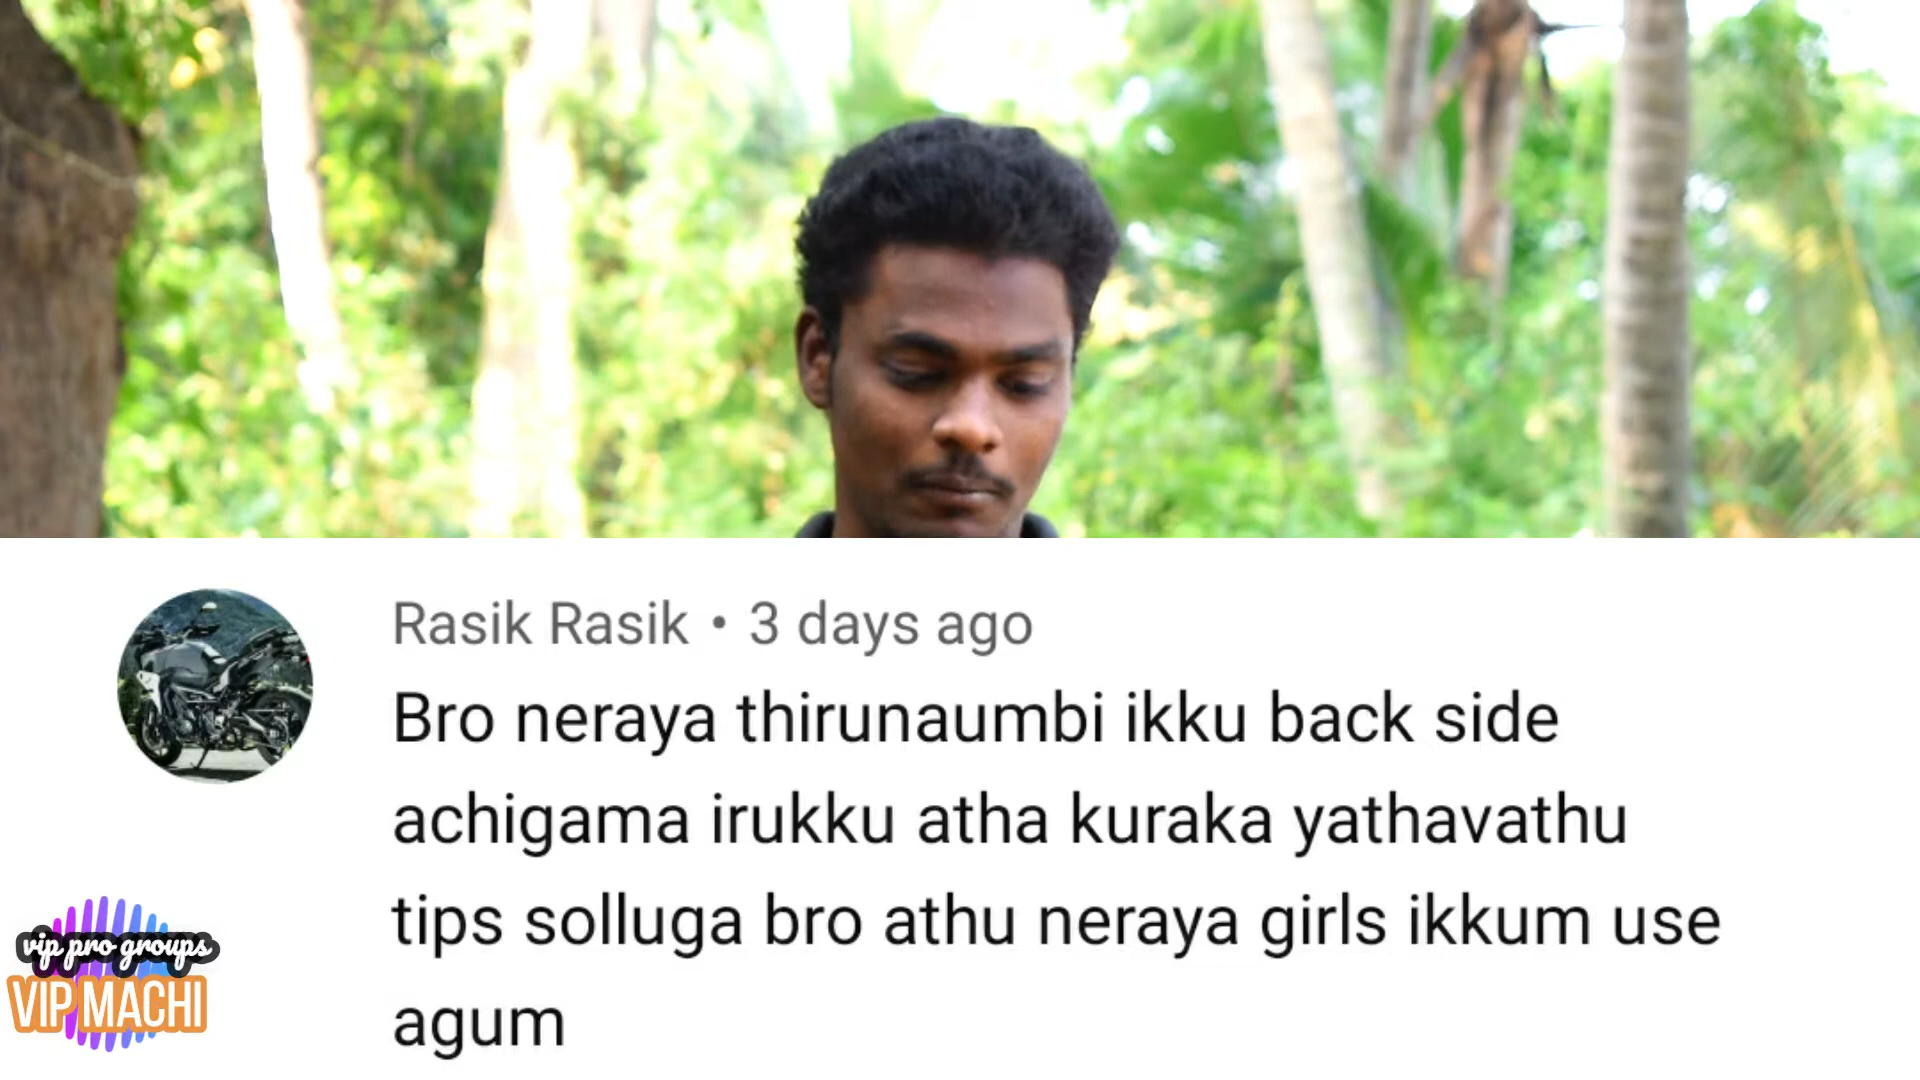 Rasik Rasik • 3 days ago
Bro neraya thirunaumbi ikku back side
achigama irukku atha kuraka yathavathu
tips solluga bro athu neraya girls ikkum use
agum
vip pro groups
VIP MACHI